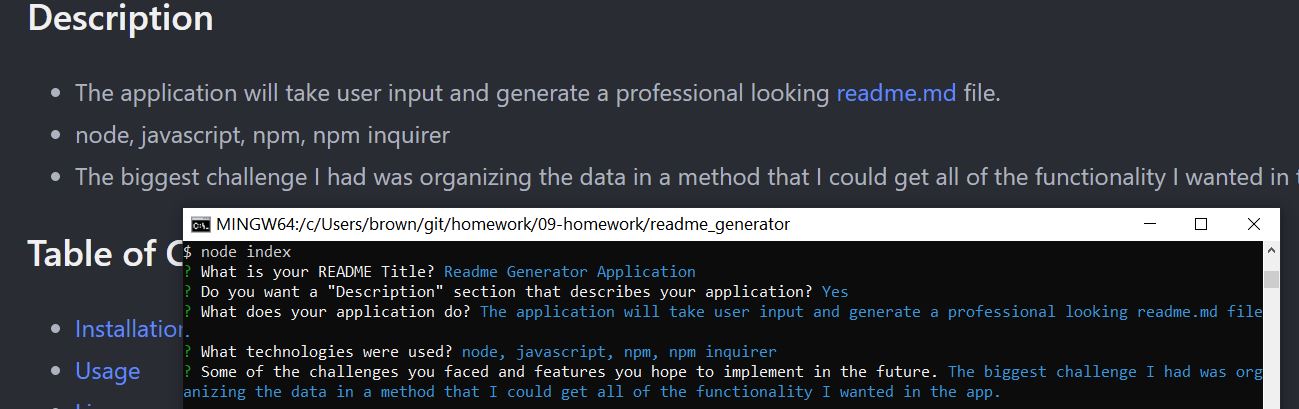 Description
The application will take user input and generate a professional looking readme.md file.
node, javascript, npm, npm inquirer
The biggest challenge I had was organizing the data in a method that I could get all of the functionality I wanted in
MINGW64:/c/Users/brown/git/homework/09-homework/readme_generator
Table of
$ node index
? What is your README Title? Readme Generator Application
? Do you want a "Description" section that describes your application? Yes
? What does your application do? The application will take user input and generate a professional looking readme.md file
.
Installation
? What technologies were used? node, javascript, npm, npm inquirer
Usage
? Some of the challenges you faced and features you hope to implement in the future. The biggest challenge I had was org
anizing the data in a method that I could get all of the functionality I wanted in the app.